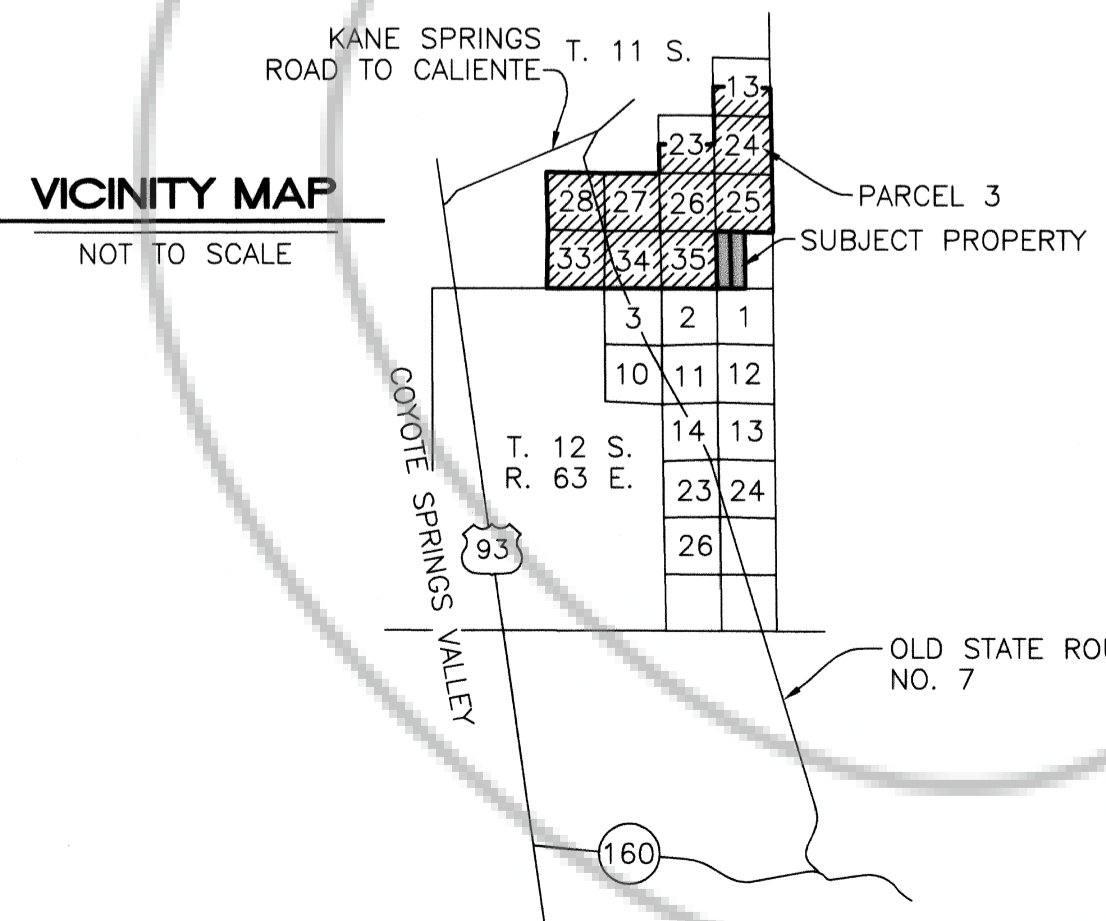 KANE SPRINGS
ROAD TO CALIENTE
T. 11 S.
13
23 24
VICINITY MAP
NOT TO SCALE
28 27 26 25
PARCEL 3
33 34 35
SUBJECT PROPERTY
3 2 1
10 11 12
COYOTE SPRINGS VALLEY
14 13
T. 12 S.
R. 63 E.
23 24
93
26
OLD STATE ROU
NO. 7
160